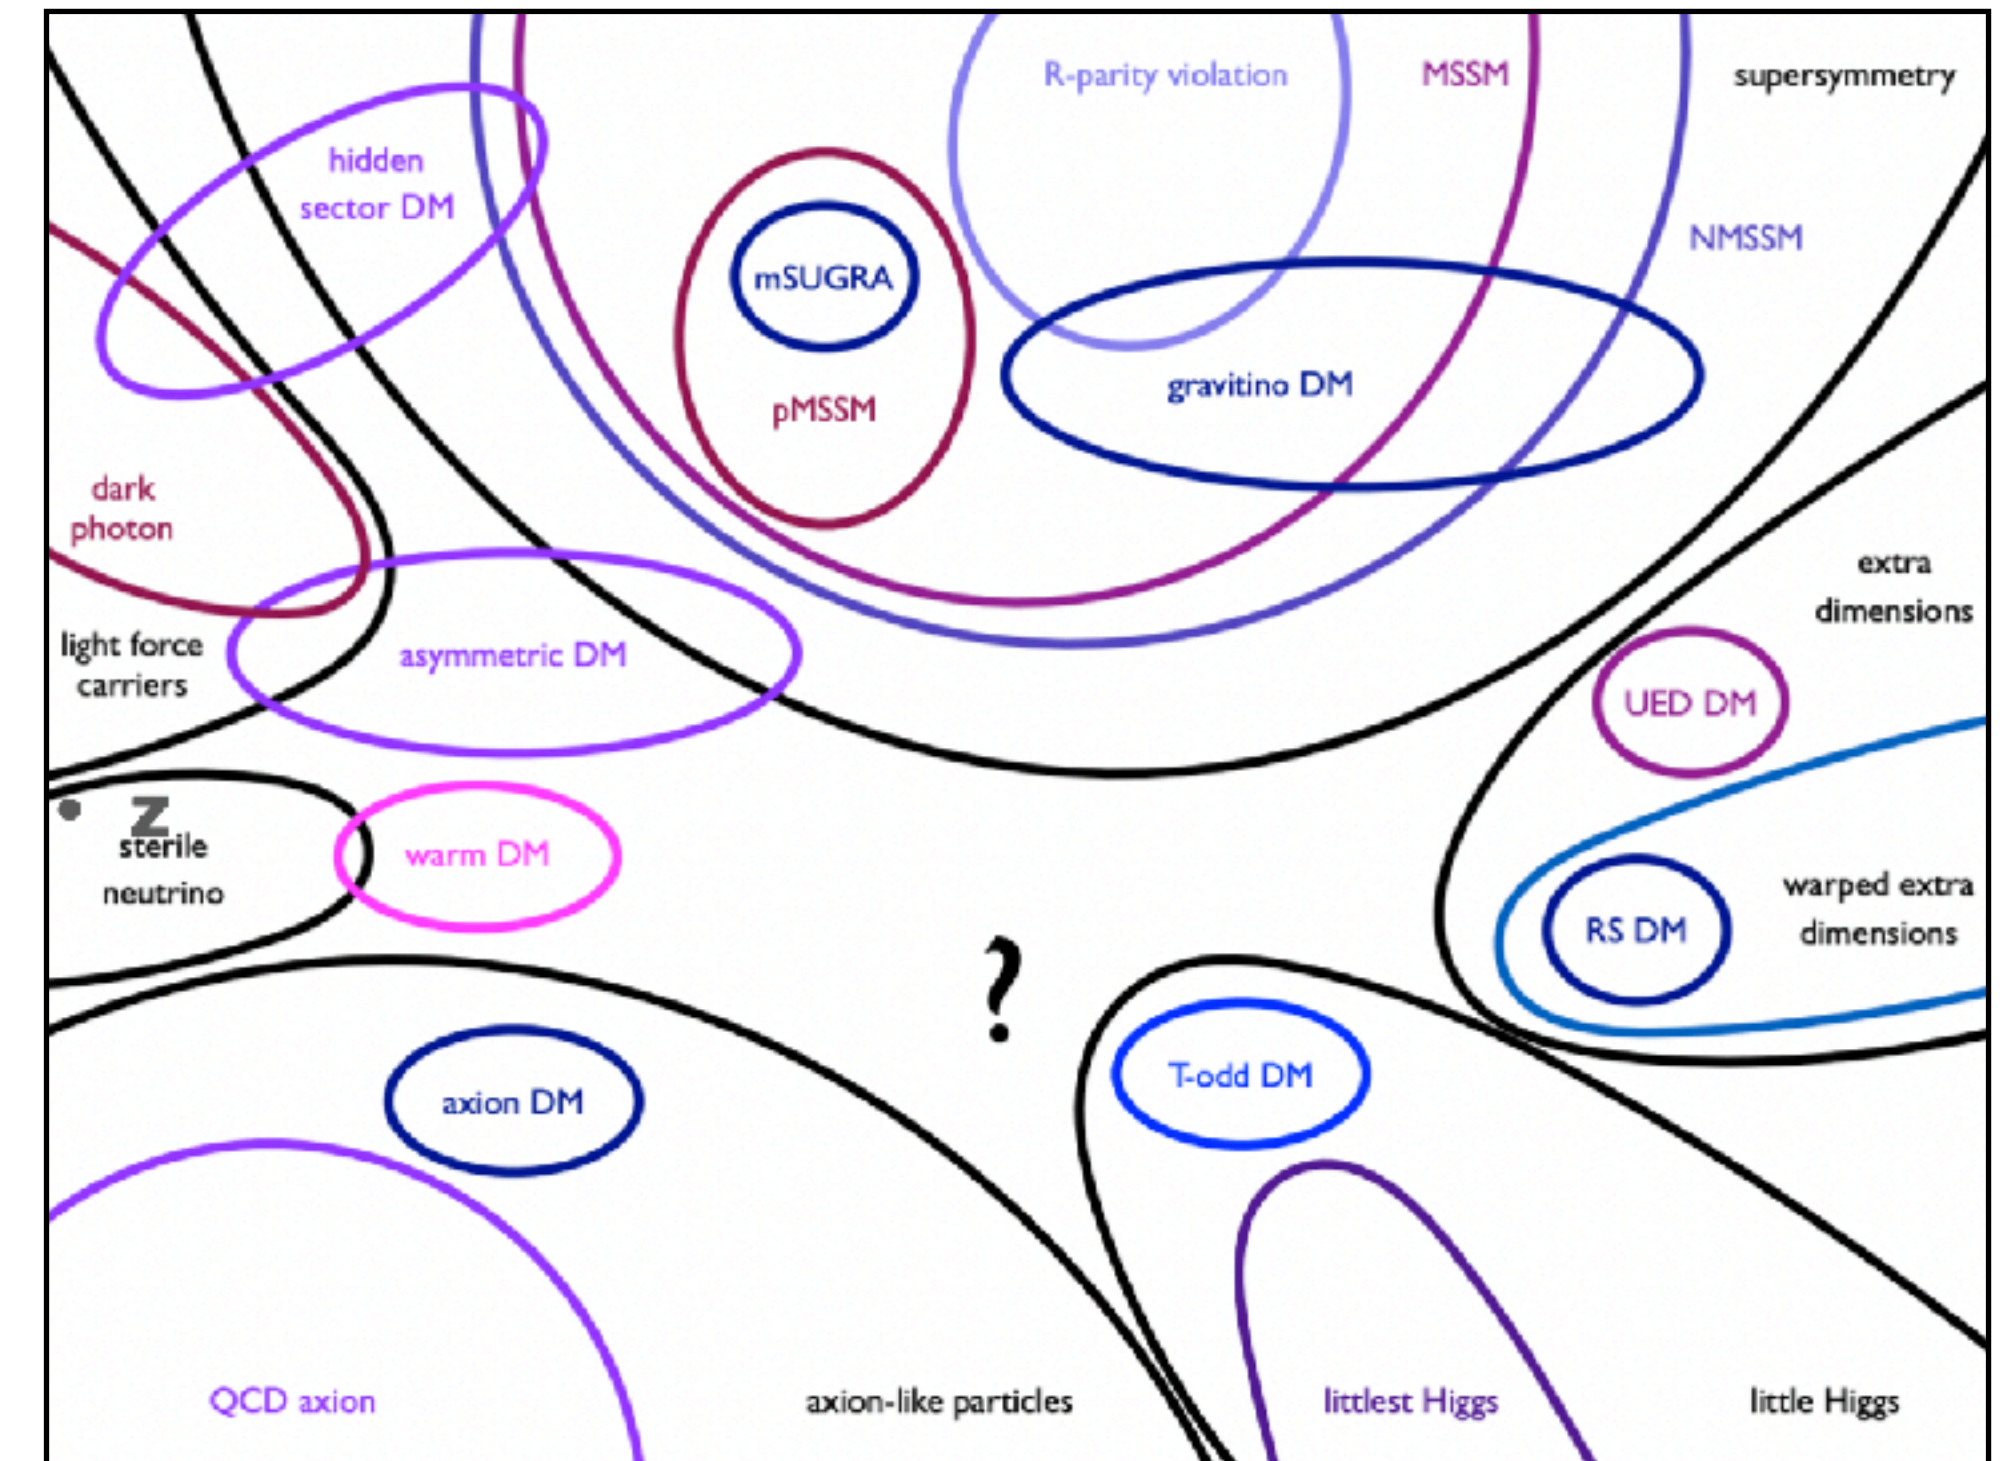 R-parity violation
MSSM
supersymmetry
hidden
sector DM
NMSSM
mSUGRA
gravitino DM
pMSSM
dark
photon
extra
dimensions
light force
carriers
asymmetric DM
UED DM
• z
sterile
neutrino
warm DM
warped extra
dimensions
RS DM
?
T-odd DM
axion DM
QCD axion
axion-like particles
littlest Higgs
little Higgs